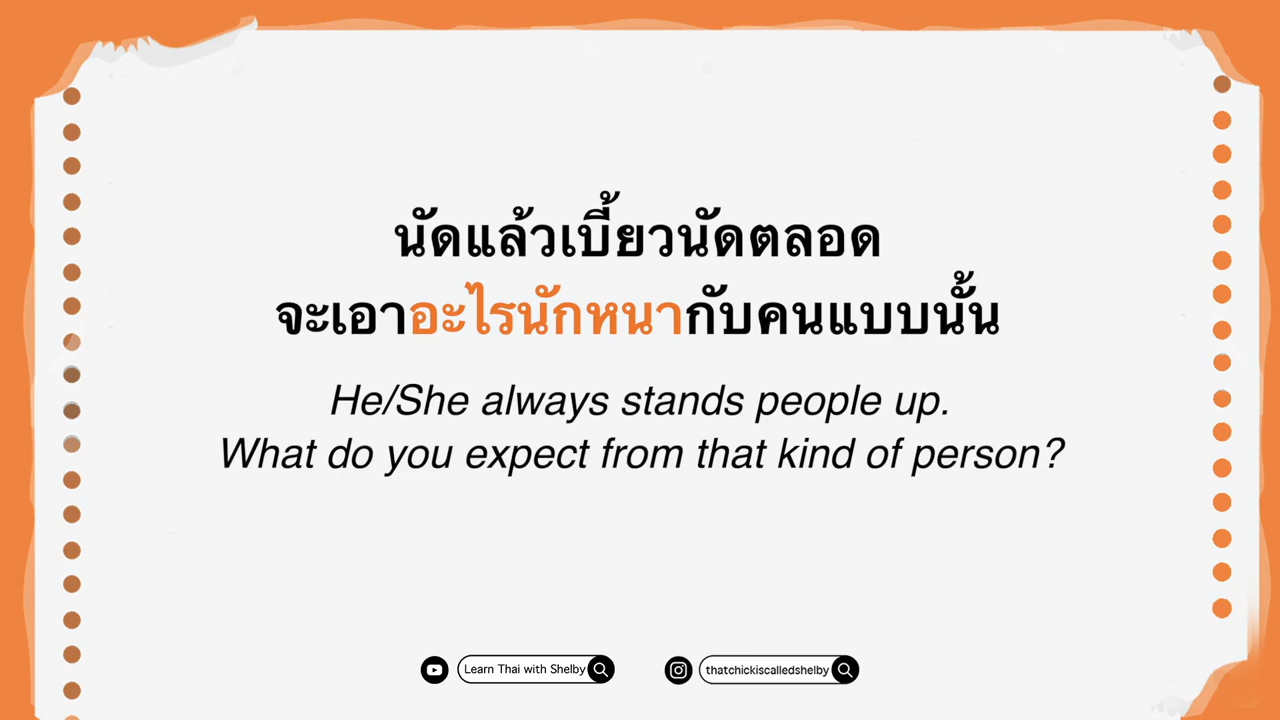 นัดแล้วเบี้ยวนัดตลอด
จะเอาอะไรนักหนากับคนแบบนั้น
He/She always stands people up.
What do you expect from that kind of person?
Learn Thai with Shelby
thatchickiscalledshelby